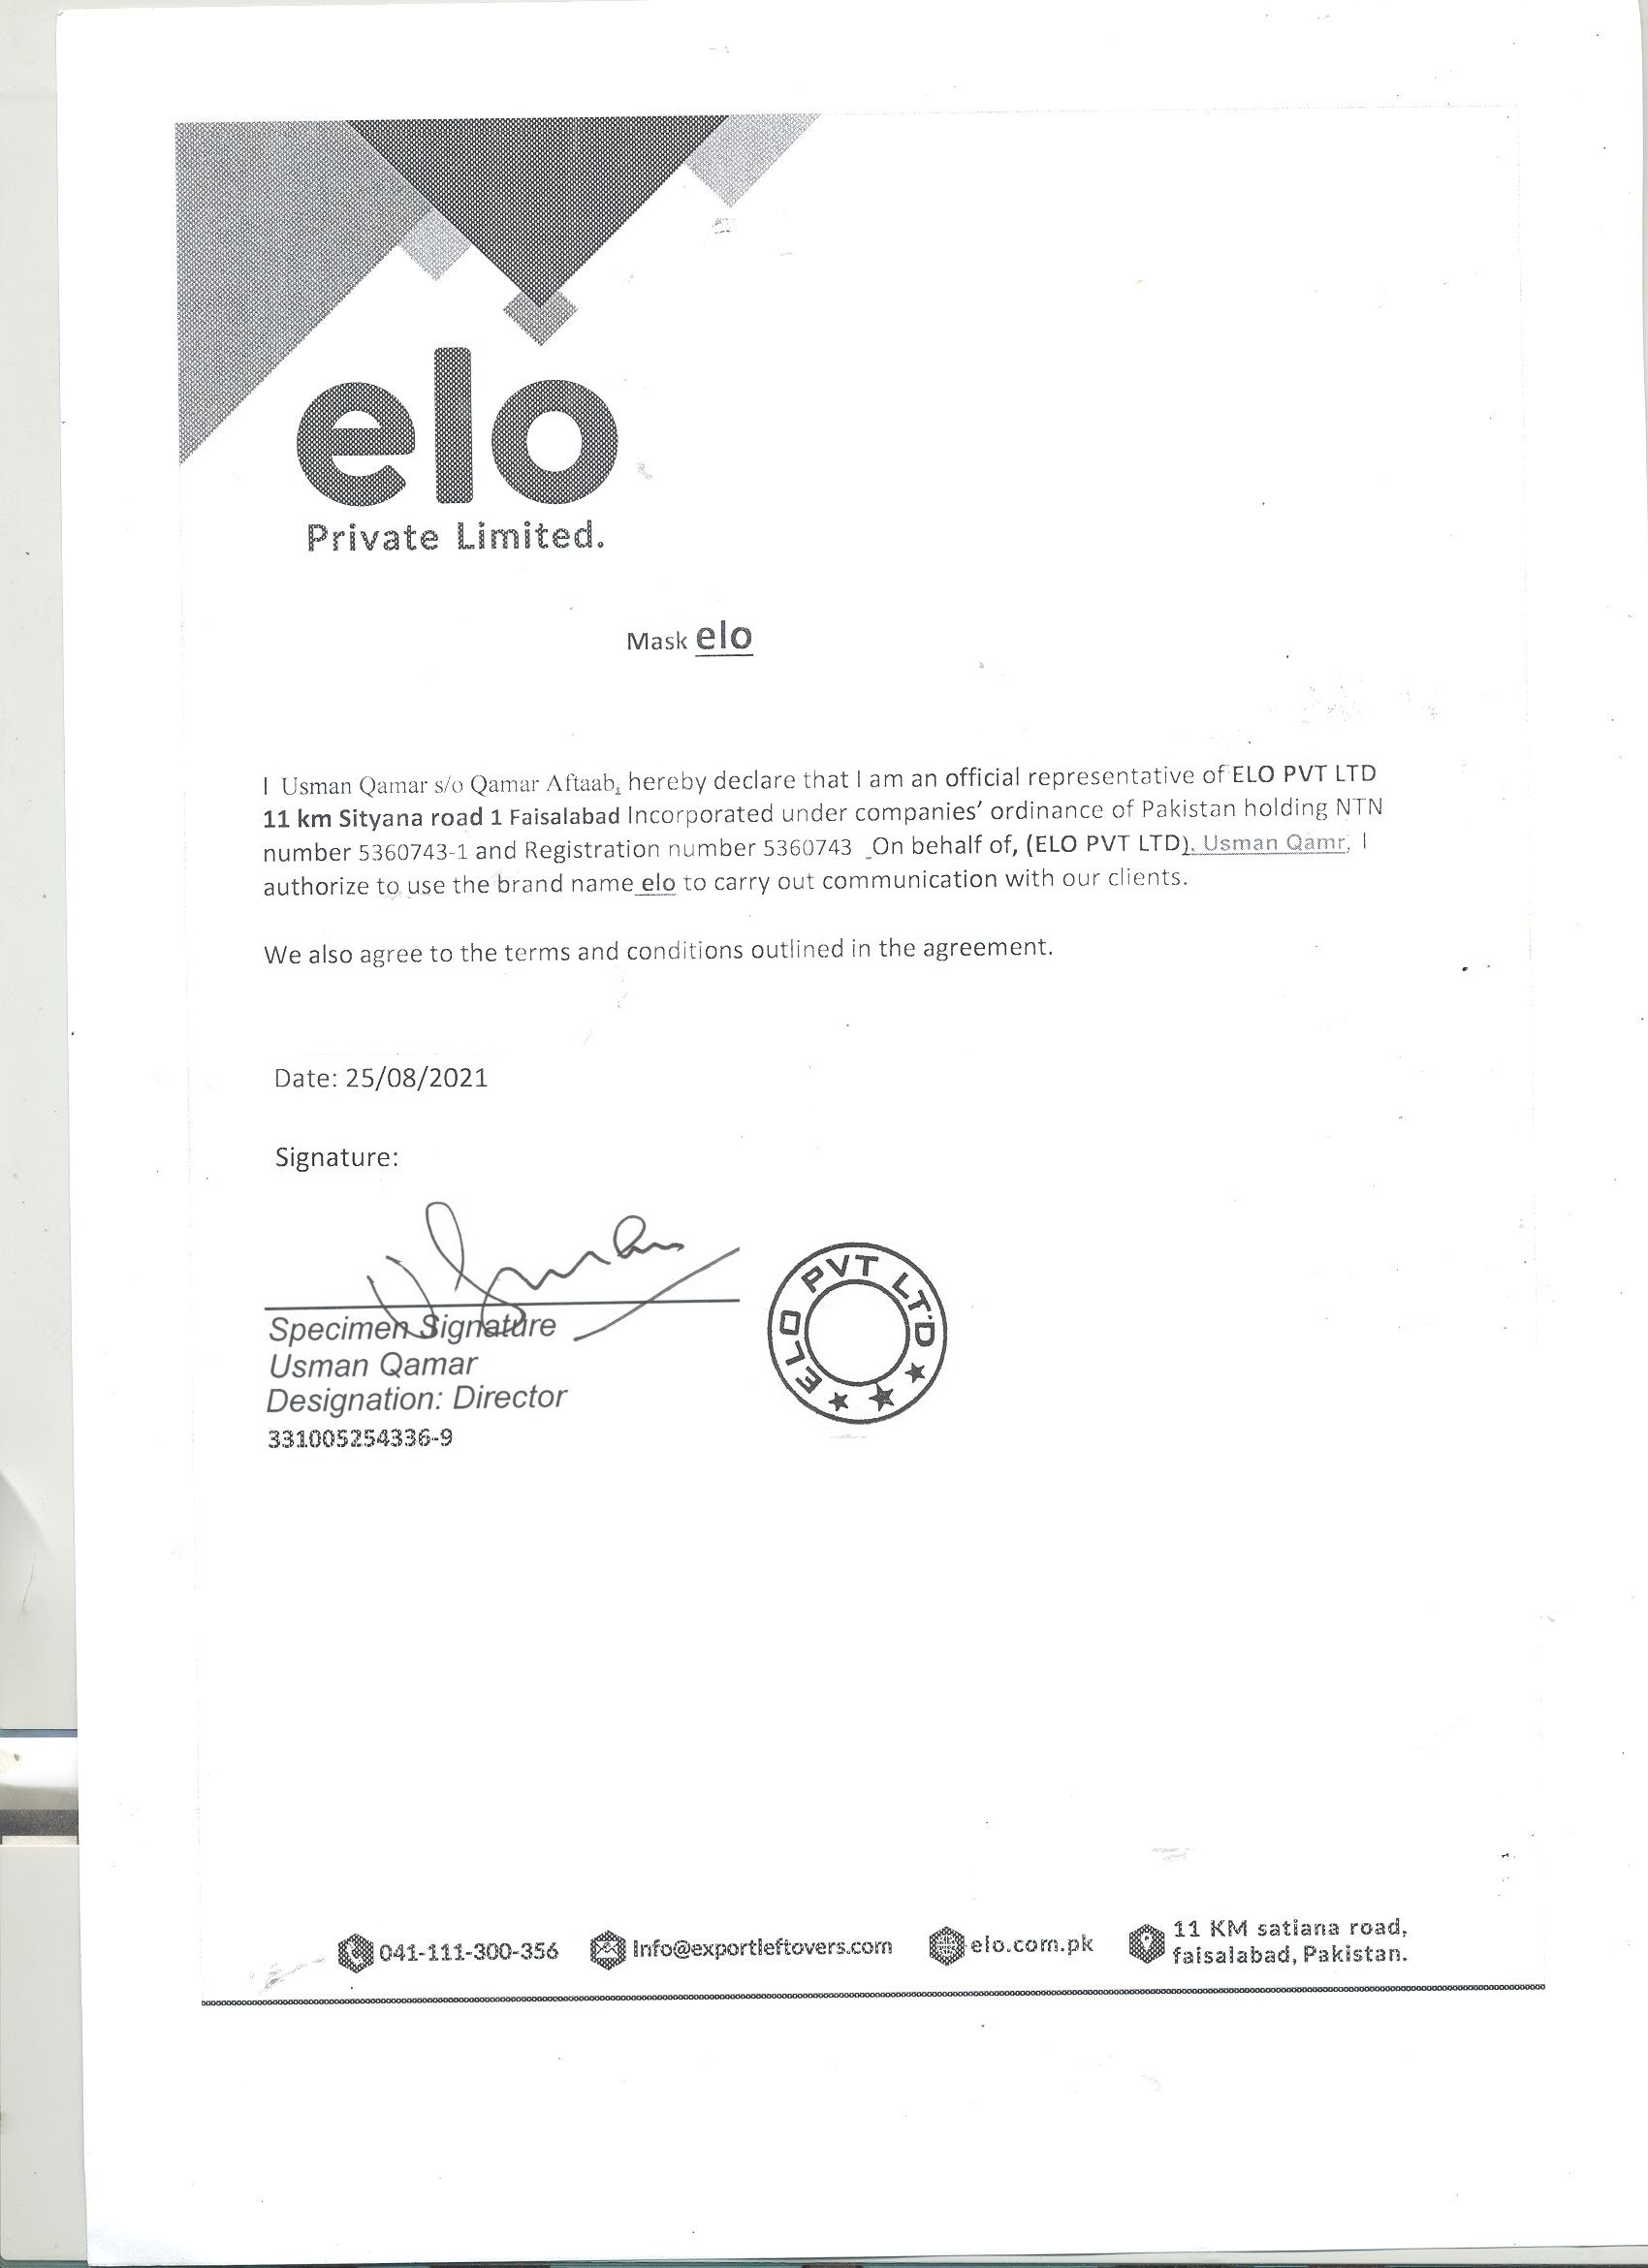 elo
Private Limited.
Mask elo
I Usman Qamar s/o Qamar Aftaab, hereby declare that I am an official representative of ELO PVT LTD
11 km Sityana road 1 Faisalabad Incorporated under companies’ ordinance of Pakistan holding NTN
number 5360743-1 and Registration number 5360743 _On behalf of, (ELO PVT LTD). Usman Qamr, I
authorize to use the brand name elo to carry out communication with our clients.
We also agree to the terms and conditions outlined in the agreement.
Date: 25/08/2021
Signature:
Usman
Specimen Signature
Usman Qamar
Designation: Director
331005254336-9
ELO PVT LT'D
041-111-300-356
Info@exportleftovers.com
elo.com.pk
11 KM satiana road,
faisalabad, Pakistan.